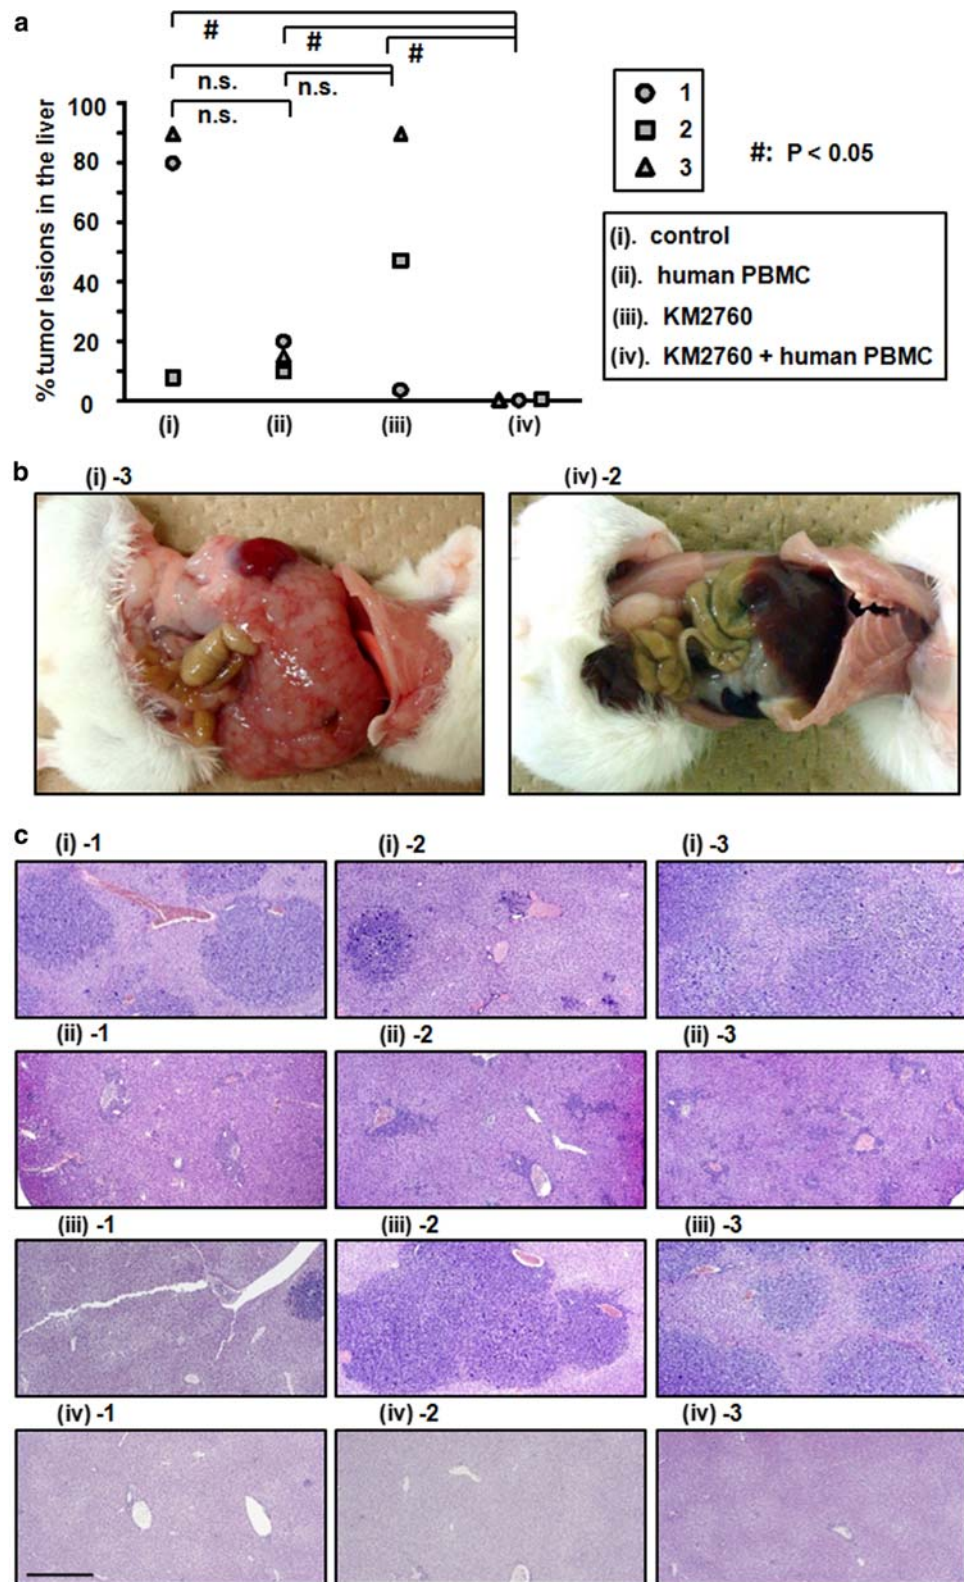 a
#
#
#
n.s.
n.s.
n.s.
% tumor lesions in the liver
100
80
60
40
20
0
(i)
(ii)
(iii)
(iv)
1
2
3
#: P < 0.05
(i). control
(ii). human PBMC
(iii). KM2760
(iv). KM2760 + human PBMC
b
(i) -3
(iv) -2
c
(i) -1
(i) -2
(i) -3
(ii) -1
(ii) -2
(ii) -3
(iii) -1
(iii) -2
(iii) -3
(iv) -1
(iv) -2
(iv) -3